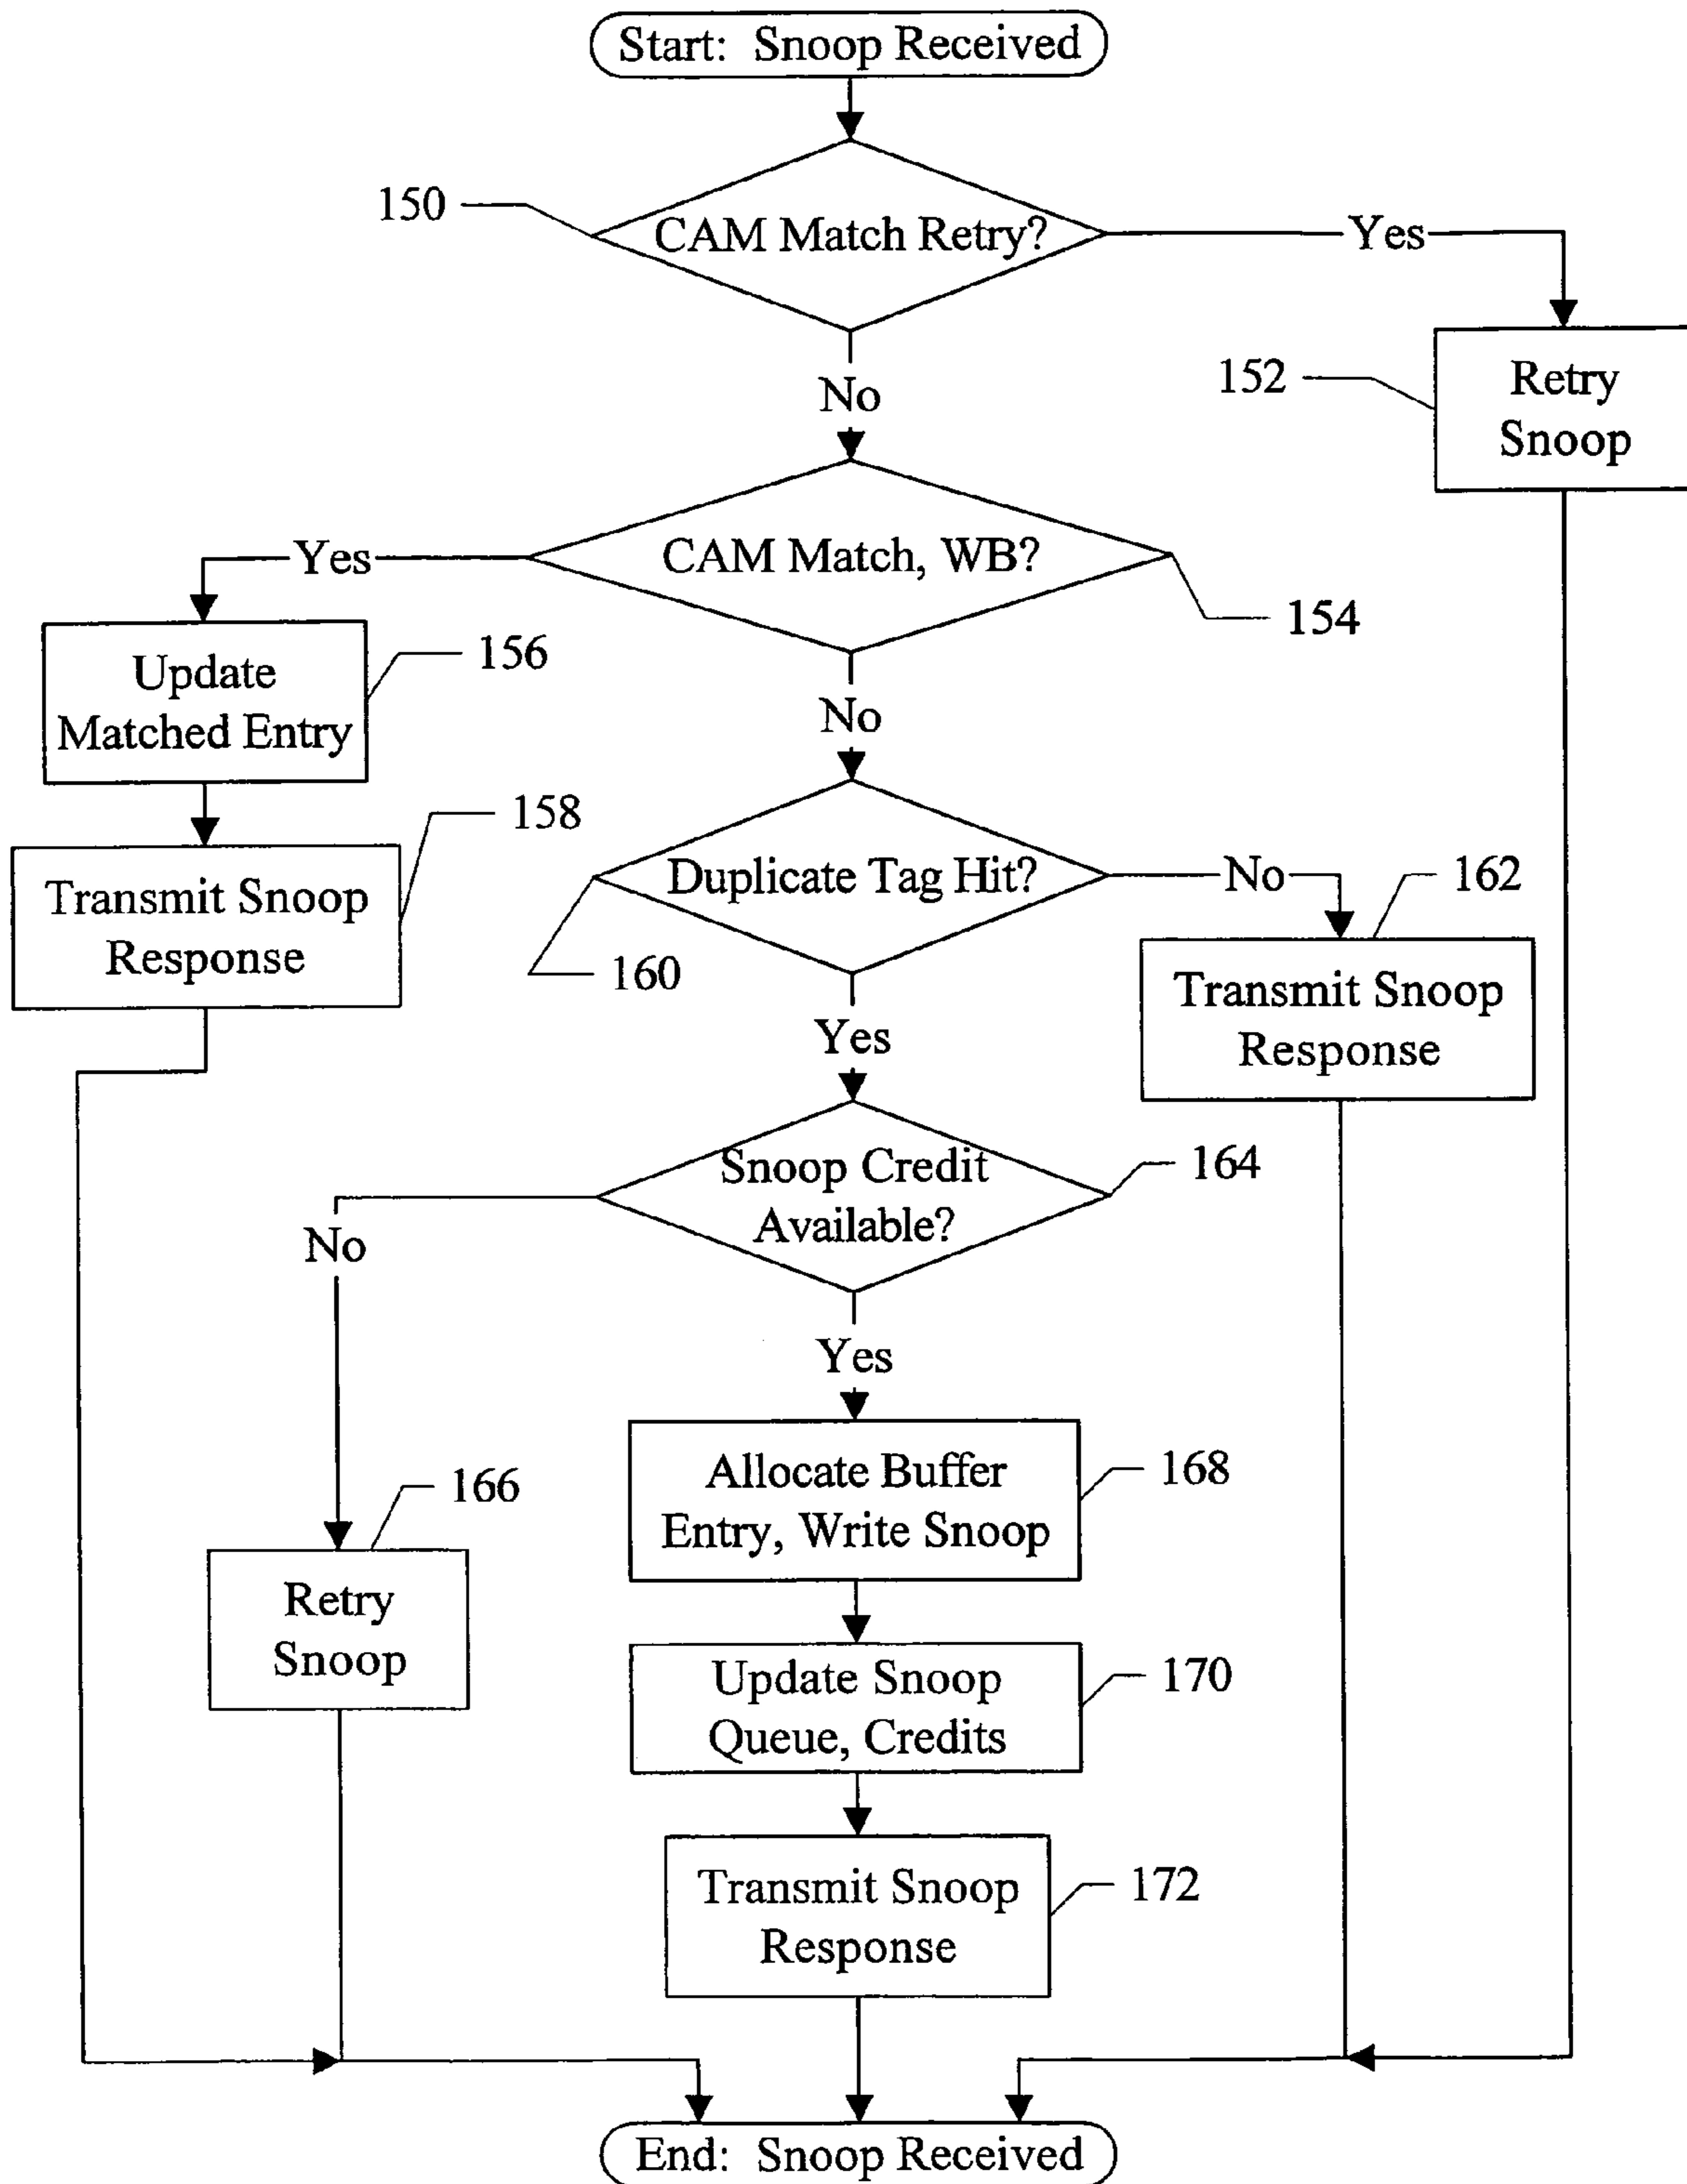 Start: Snoop Received
150
CAM Match Retry?
Yes
152
Retry
Snoop
No
CAM Match, WB?
154
Yes
156
Update
Matched Entry
No
158
Transmit Snoop
Response
Duplicate Tag Hit?
160
No
162
Transmit Snoop
Response
Yes
Snoop Credit
Available?
164
No
Yes
166
Retry
Snoop
Allocate Buffer
Entry, Write Snoop
168
Update Snoop
Queue, Credits
170
Transmit Snoop
Response
172
End: Snoop Received